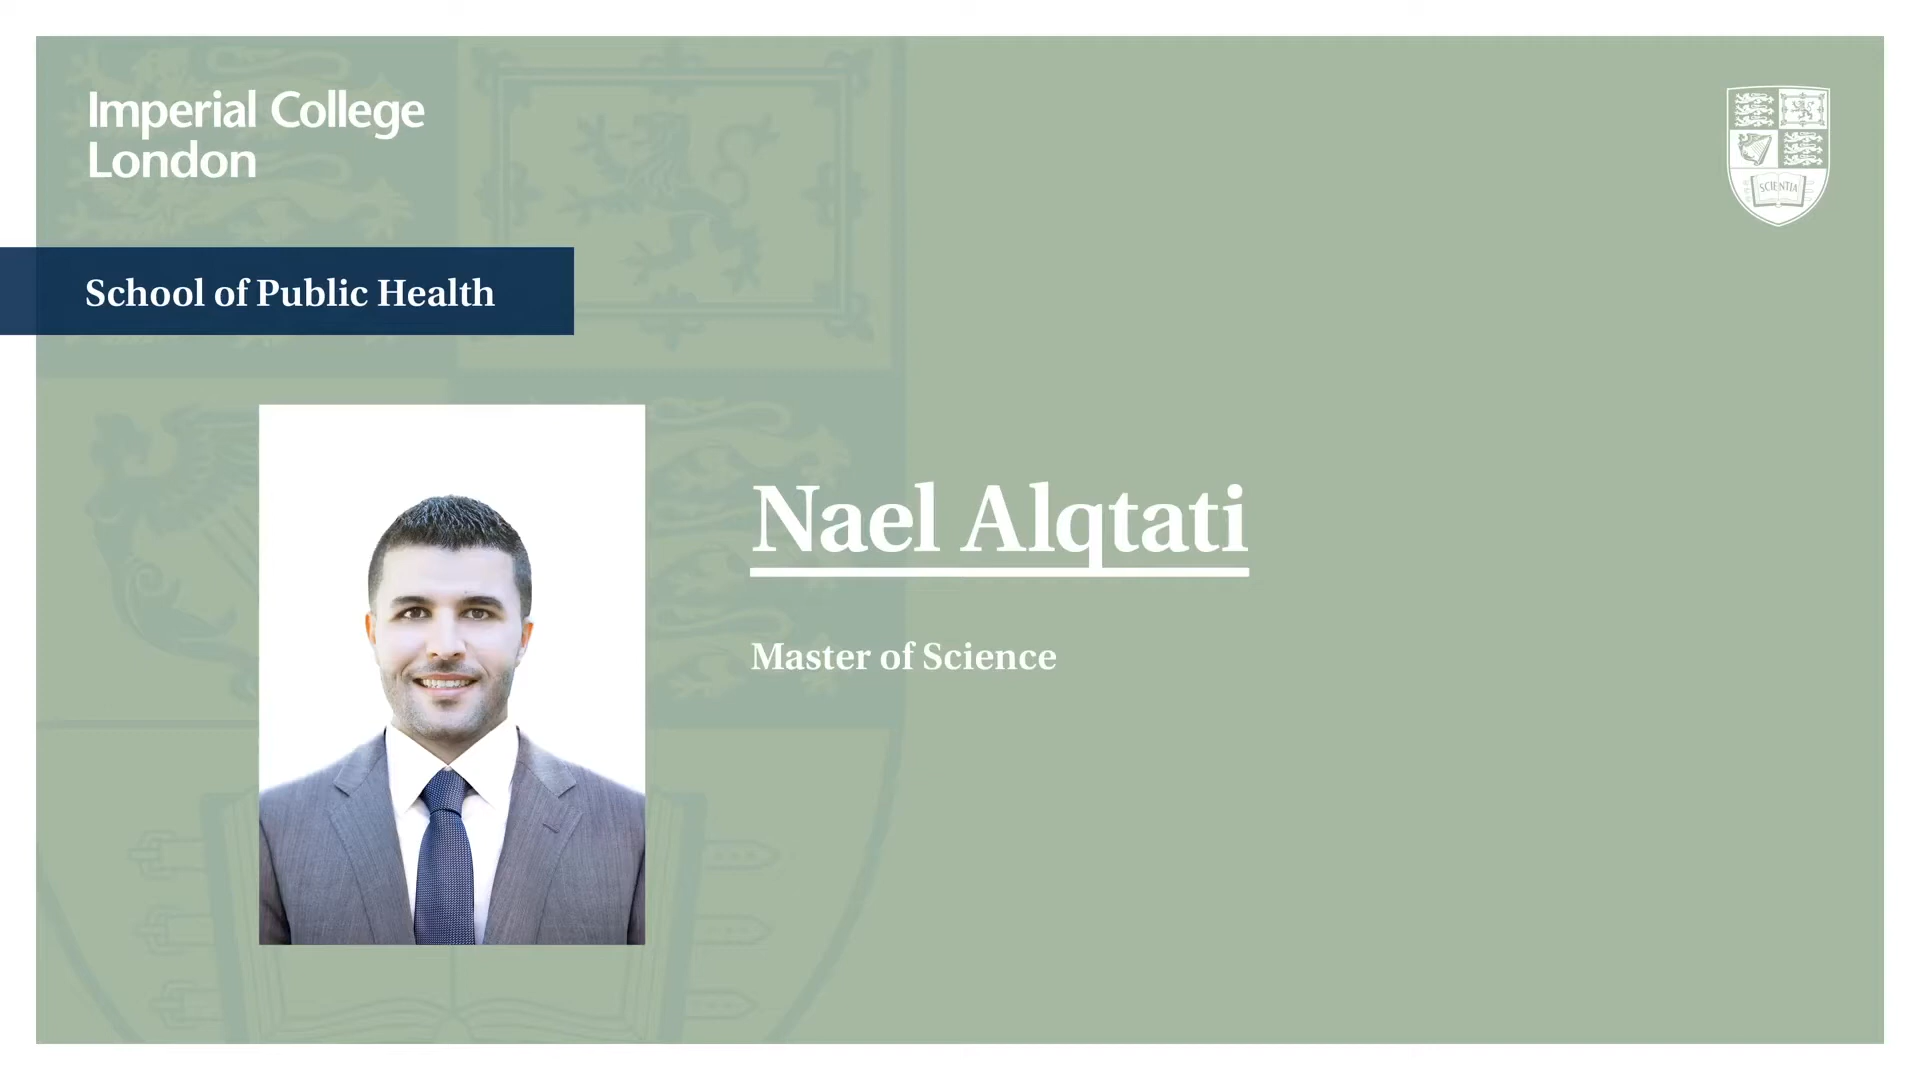 Imperial College
London
SCIENTIA
School of Public Health
Nael Alqtati
Master of Science